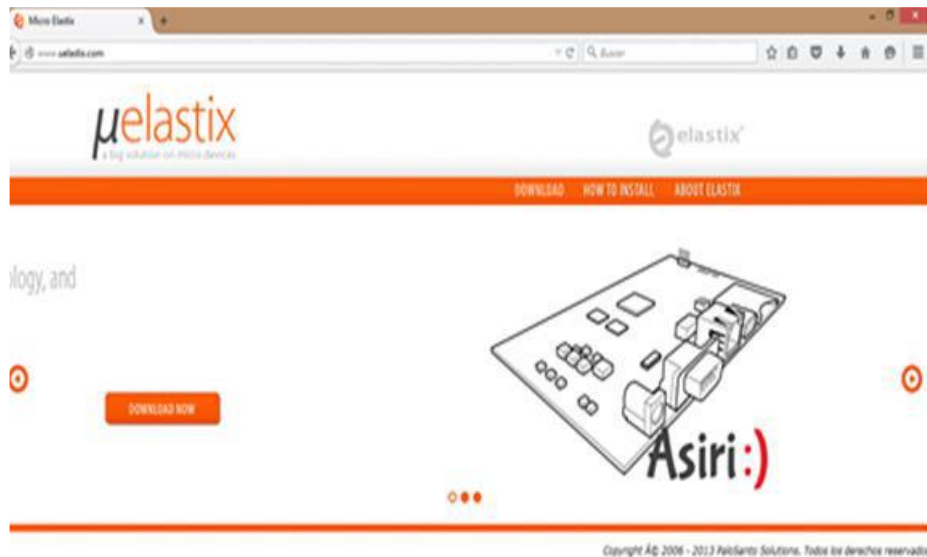 Micro Elastix
www.uelastix.com
Buscar
µelastix
a big solution on micro devices
elastix®
DOWNLOAD HOW TO INSTALL ABOUT ELASTIX
ology, and
DOWNLOAD NOW
Asiri :)
Copyright Â© 2006 - 2013 PaloSanto Solutions. Todos los derechos reservados